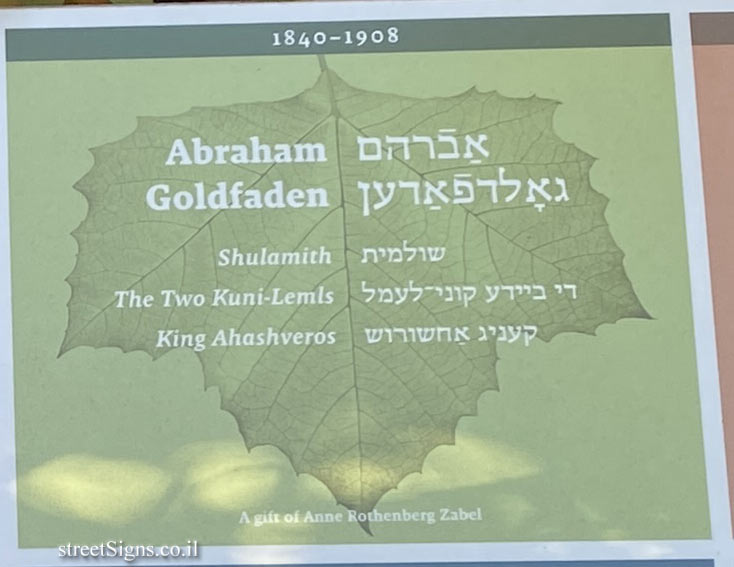 1840–1908
Abraham אַבֿרהם
Goldfaden גאָלדפֿאַדען
Shulamith שולמית
The Two Kuni-Lemls די ביידע קוני־לעמל
King Ahashveros קעניג אַחשורוש
A gift of Anne Rothenberg Zabel
streetSigns.co.il